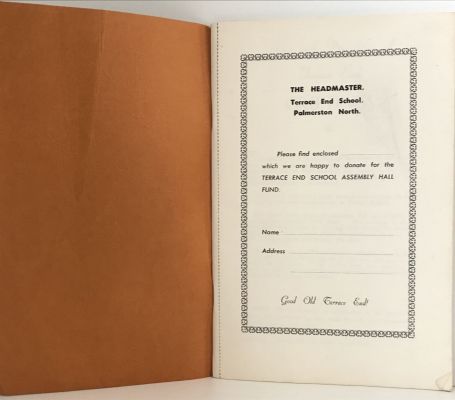 THE HEADMASTER,
Terrace End School.
Palmerston North.
Please find enclosed
which we are happy to donate for the
TERRACE END SCHOOL ASSEMBLY HALL
FUND.
Name
Address
Good Old Terrace End!